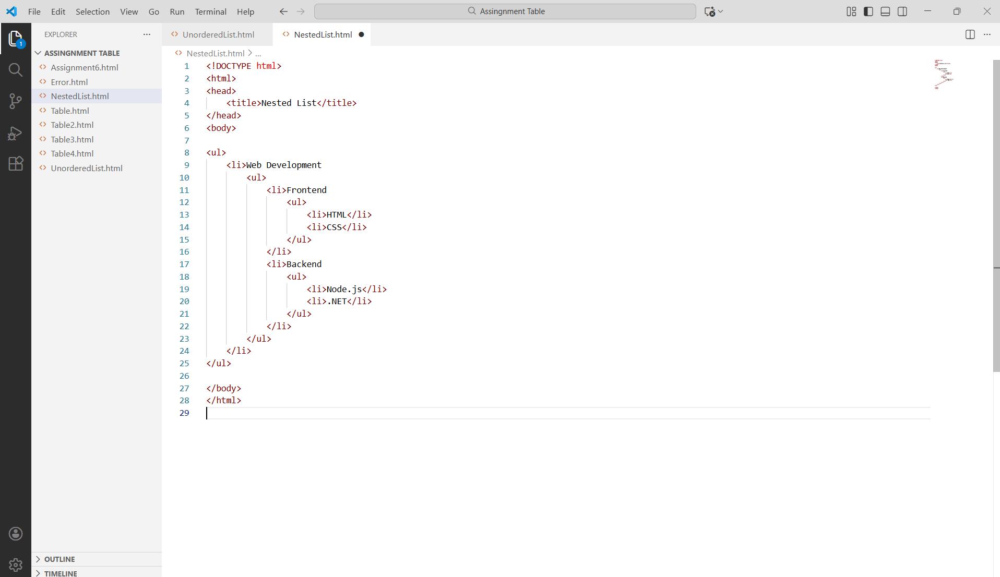 File Edit Selection View Go Run Terminal Help
Assingnment Table
1
EXPLORER
ASSINGNMENT TABLE
Assignment6.html
Error.html
NestedList.html
Table.html
Table2.html
Table3.html
Table4.html
UnorderedList.html
OUTLINE
TIMELINE
UnorderedList.html
NestedList.html
NestedList.html > ...
1 <!DOCTYPE html>
2 <html>
3 <head>
4     <title>Nested List</title>
5 </head>
6 <body>
7
8 <ul>
9     <li>Web Development
10         <ul>
11             <li>Frontend
12                 <ul>
13                     <li>HTML</li>
14                     <li>CSS</li>
15                 </ul>
16             </li>
17             <li>Backend
18                 <ul>
19                     <li>Node.js</li>
20                     <li>.NET</li>
21                 </ul>
22             </li>
23         </ul>
24     </li>
25 </ul>
26
27 </body>
28 </html>
29